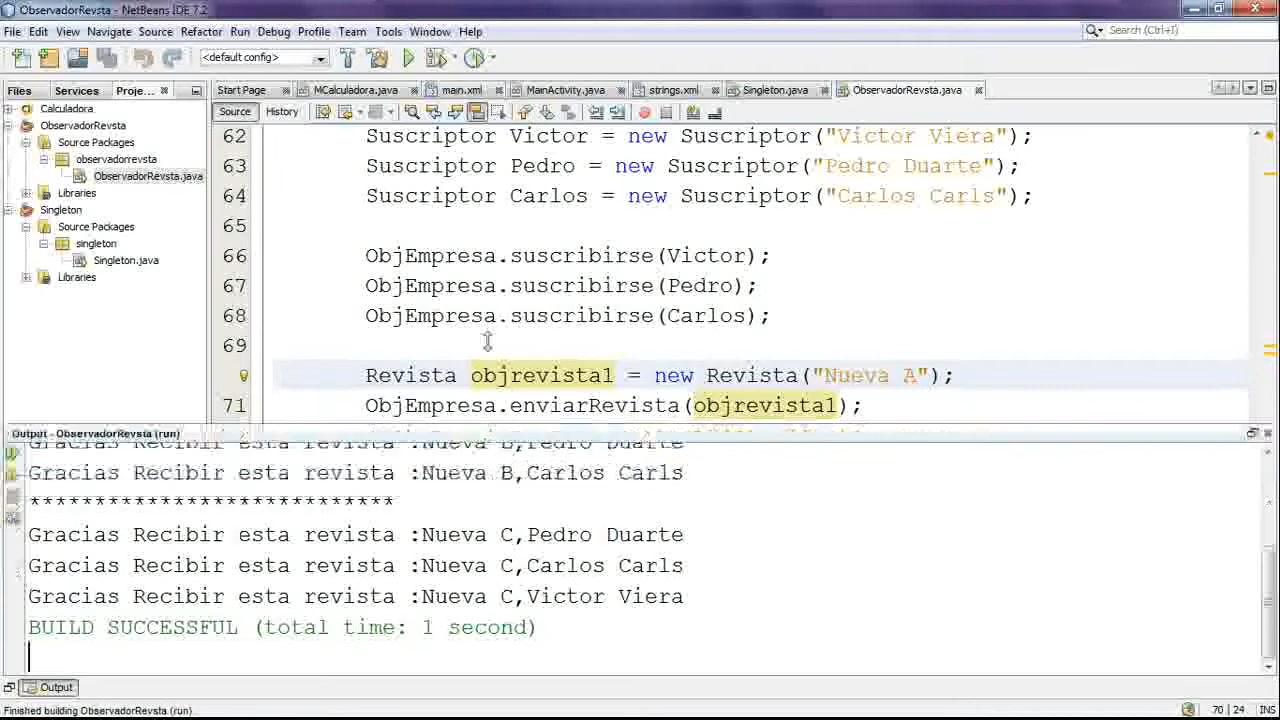 ObservadorRevsta - NetBeans IDE 7.2
File Edit View Navigate Source Refactor Run Debug Profile Team Tools Window Help
Search (Ctrl+I)
<default config>
Files Services Proje...
Start Page MCalculadora.java main.xml MainActivity.java strings.xml Singleton.java ObservadorRevsta.java
Source History
Calculadora
ObservadorRevsta
Source Packages
observadorrevsta
ObservadorRevsta.java
Libraries
Singleton
Source Packages
singleton
Singleton.java
Libraries
62 Suscriptor Victor = new Suscriptor("Victor Viera");
63 Suscriptor Pedro = new Suscriptor("Pedro Duarte");
64 Suscriptor Carlos = new Suscriptor("Carlos Carls");
65
66 ObjEmpresa.suscribirse(Victor);
67 ObjEmpresa.suscribirse(Pedro);
68 ObjEmpresa.suscribirse(Carlos);
69
Revista objrevista1 = new Revista("Nueva A");
71 ObjEmpresa.enviarRevista(objrevista1);
Output - ObservadorRevsta (run)
Gracias Recibir esta revista :Nueva B,Pedro Duarte
Gracias Recibir esta revista :Nueva B,Carlos Carls
****************************
Gracias Recibir esta revista :Nueva C,Pedro Duarte
Gracias Recibir esta revista :Nueva C,Carlos Carls
Gracias Recibir esta revista :Nueva C,Victor Viera
BUILD SUCCESSFUL (total time: 1 second)
Output
Finished building ObservadorRevsta (run).
70 | 24 INS